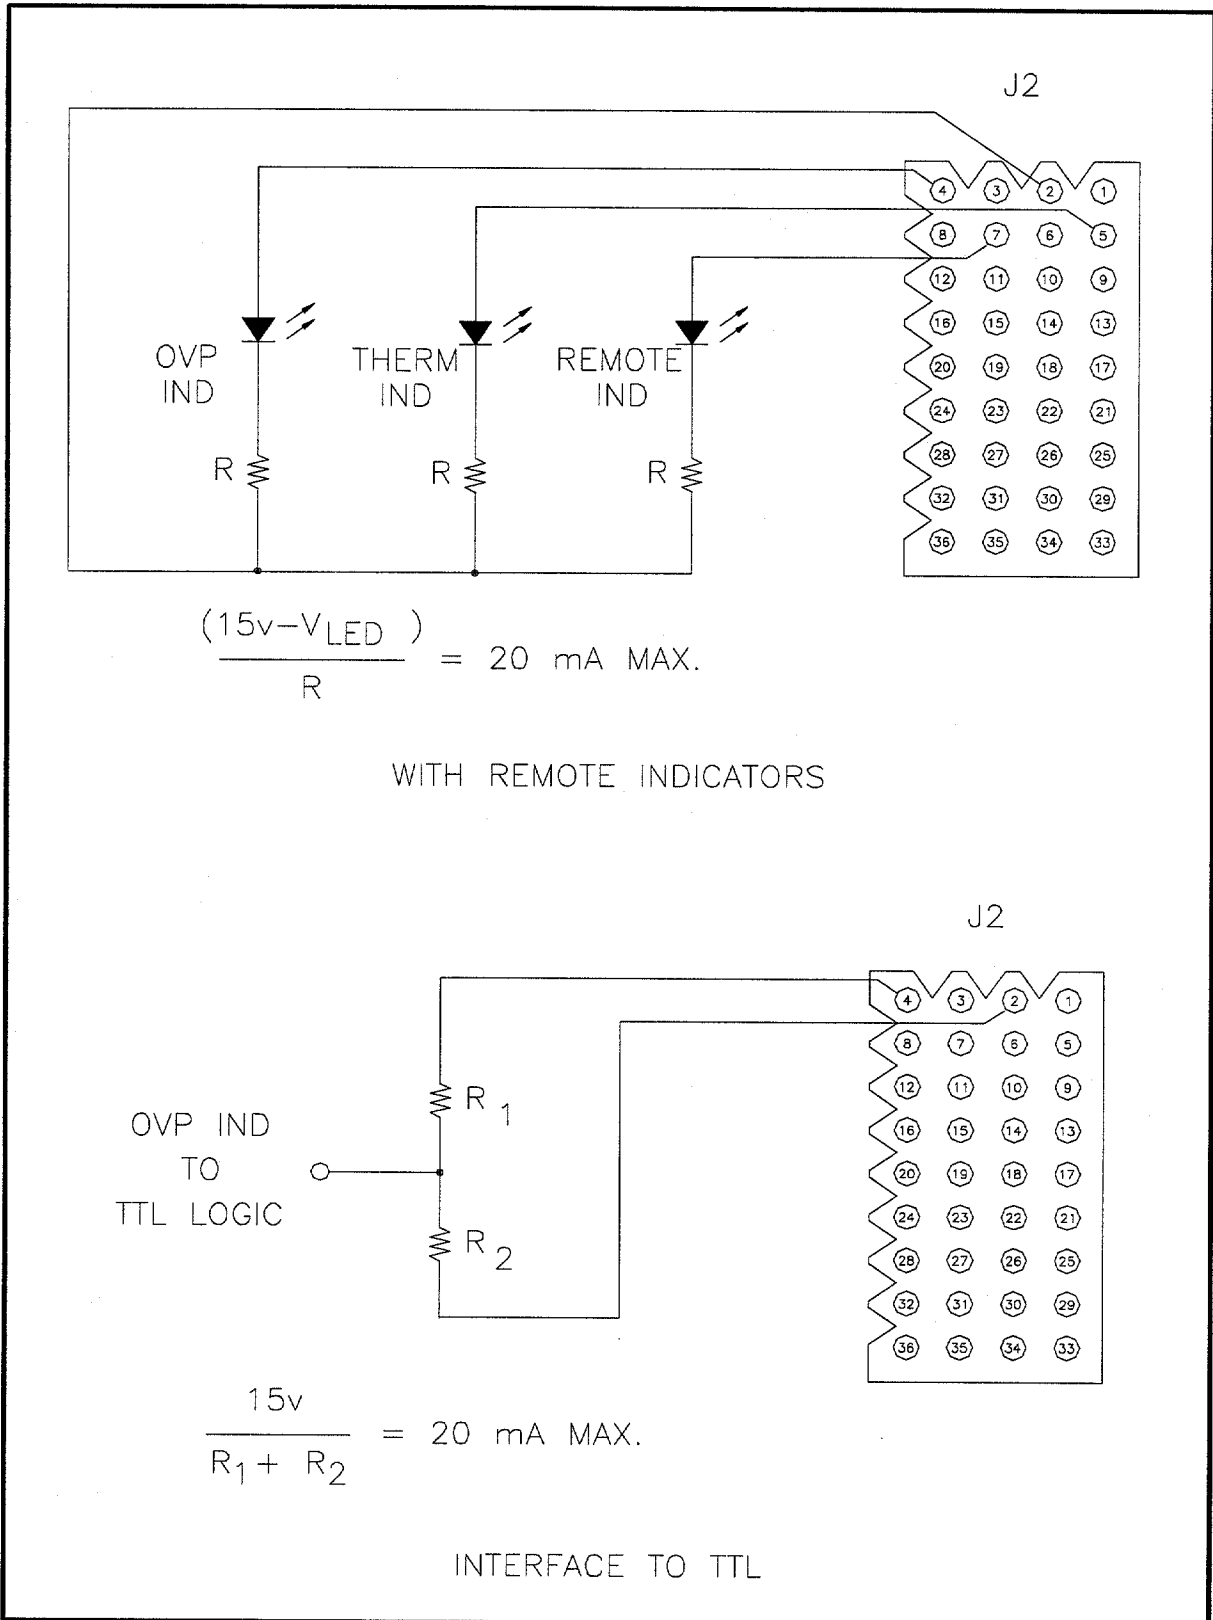 J2
4 3 2 1
8 7 6 5
12 11 10 9
16 15 14 13
20 19 18 17
24 23 22 21
28 27 26 25
32 31 30 29
36 35 34 33
OVP
IND
THERM
IND
REMOTE
IND
R R R
(15v-V LED )
R
= 20 mA MAX.
WITH REMOTE INDICATORS
J2
4 3 2 1
8 7 6 5
12 11 10 9
16 15 14 13
20 19 18 17
24 23 22 21
28 27 26 25
32 31 30 29
36 35 34 33
R 1
OVP IND
TO
TTL LOGIC
R 2
15v
R1 + R2
= 20 mA MAX.
INTERFACE TO TTL